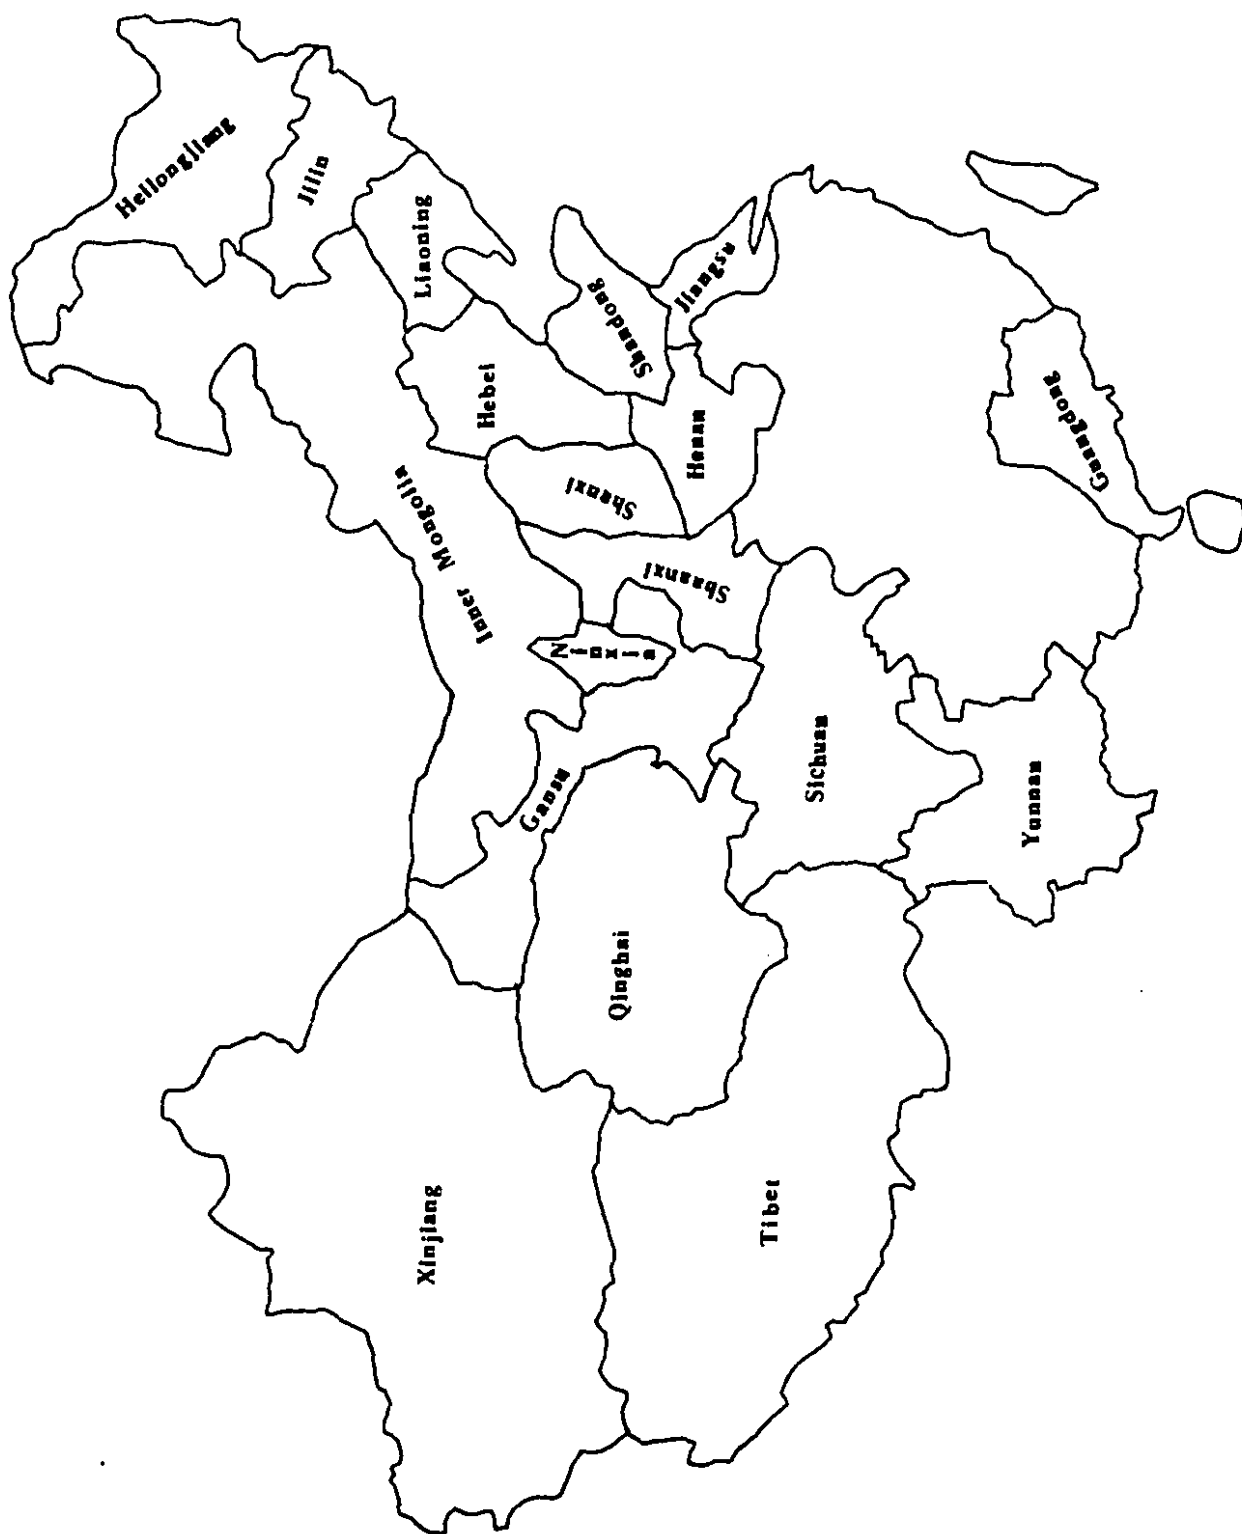 Heilongjiang
Jilin
Liaoning
Inner Mongolia
Hebei
Shandong
Jiangsu
Shanxi
Henan
Shaanxi
Ningxia
Gansu
Xinjiang
Qinghai
Sichuan
Tibet
Yunnan
Guangdong